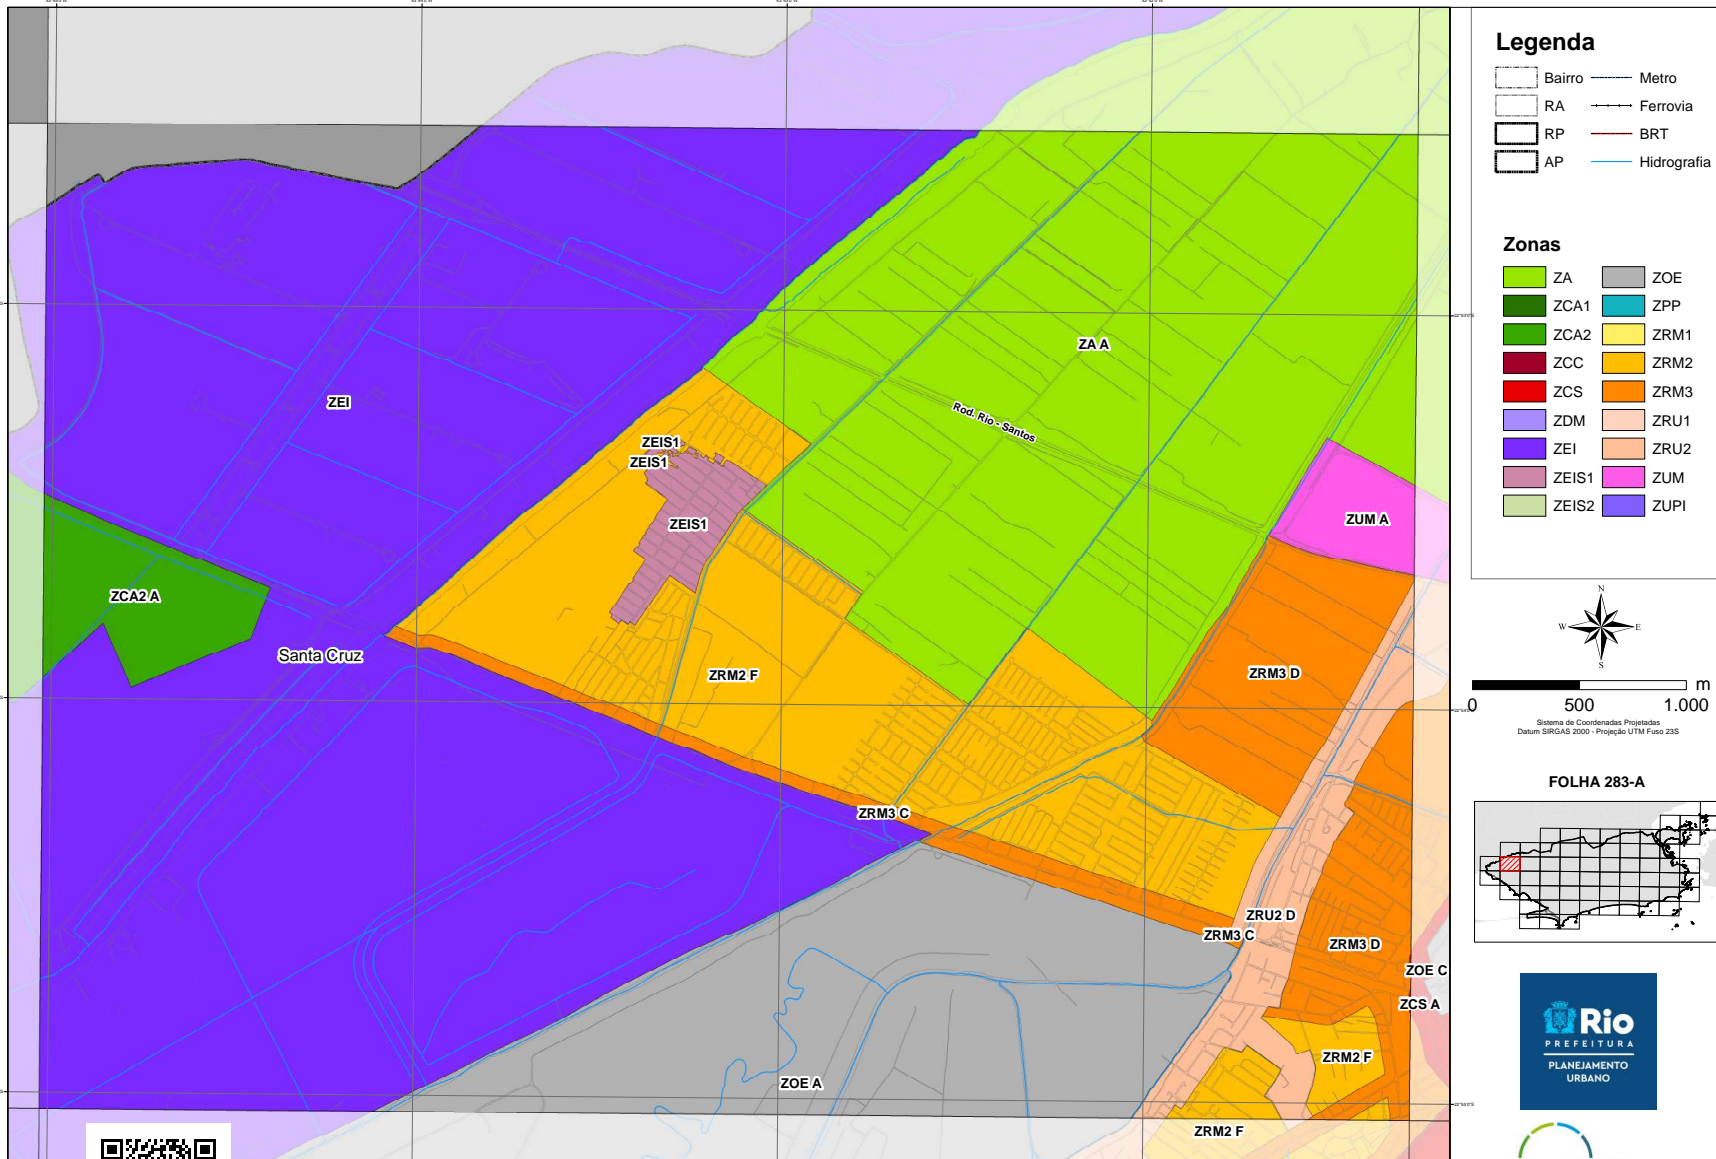 Legenda
Bairro
Metro
RA
Ferrovia
RP
BRT
AP
Hidrografia
Zonas
ZA
ZOE
ZCA1
ZPP
ZCA2
ZRM1
ZCC
ZRM2
ZCS
ZRM3
ZDM
ZRU1
ZEI
ZRU2
ZEIS1
ZUM
ZEIS2
ZUPI
N
W
E
S
0
500
1.000
m
Sistema de Coordenadas Projetadas
Datum SIRGAS 2000 - Projeção UTM Fuso 23S
FOLHA 283-A
Rio
PREFEITURA
PLANEJAMENTO
URBANO
ZA A
ZEI
Rod. Rio - Santos
ZEIS1
ZEIS1
ZEIS1
ZUM A
ZCA2 A
Santa Cruz
ZRM2 F
ZRM3 D
ZRM3 C
ZRU2 D
ZRM3 C
ZRM3 D
ZOE C
ZCS A
ZRM2 F
ZOE A
ZRM2 F